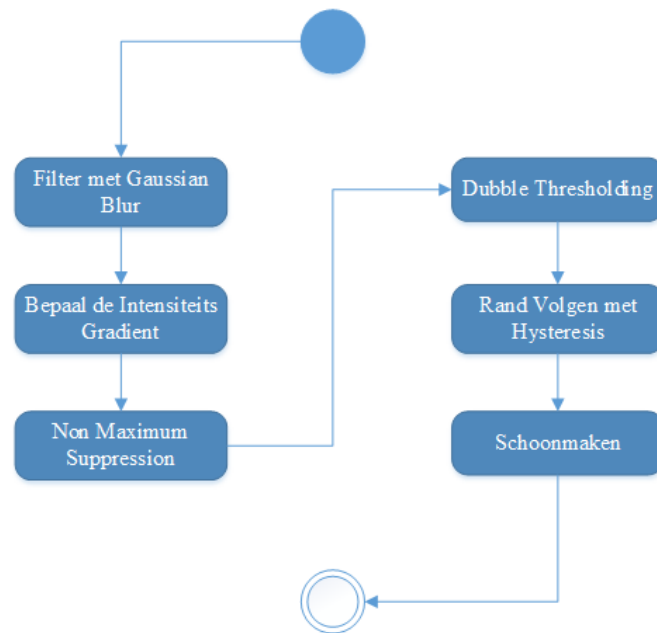 Filter met Gaussian
Blur
Bepaal de Intensiteits
Gradient
Non Maximum
Suppression
Dubble Thresholding
Rand Volgen met
Hysteresis
Schoonmaken